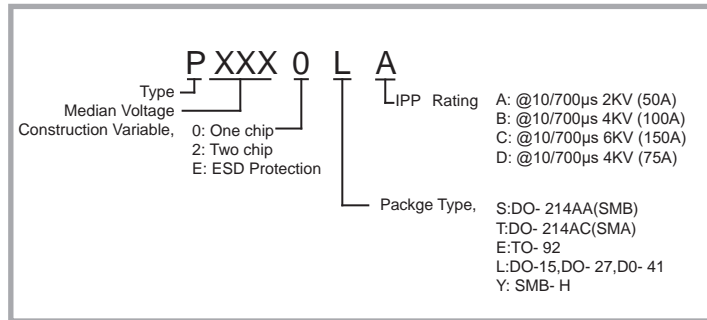 P XXX 0 L A
Type
Median Voltage
Construction Variable,
0: One chip
2: Two chip
E: ESD Protection
IPP Rating
A: @10/700µs 2KV (50A)
B: @10/700µs 4KV (100A)
C: @10/700µs 6KV (150A)
D: @10/700µs 4KV (75A)
Packge Type,
S:DO- 214AA(SMB)
T:DO- 214AC(SMA)
E:TO- 92
L:DO-15,DO- 27,D0- 41
Y: SMB- H